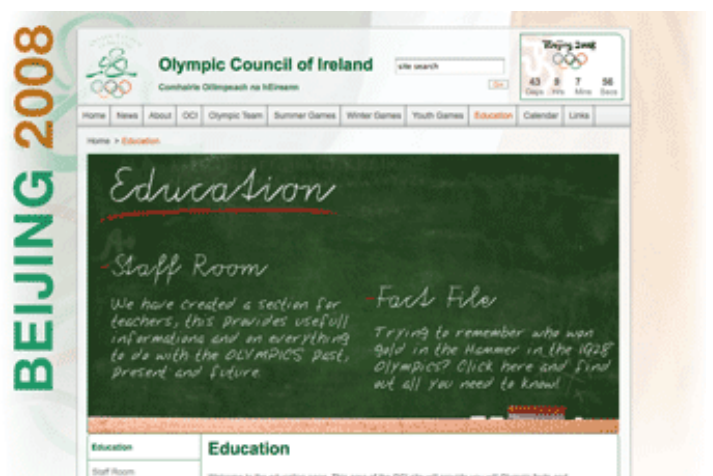 BEIJING 2008
Olympic Council of Ireland
Comhairle Oilimpeach na hÉireann
site search
Go
Beijing 2008
43 9 7 56
Days Hrs Mins Secs
Home News About OCI Olympic Team Summer Games Winter Games Youth Games Education Calendar Links
Home > Education
Education
A+
Staff Room
We have created a section for
teachers, this provides usefull
informationa and on everything
to do with the OLYMPICS past,
present and future
Fact File
Trying to remember who won
gold in the Hammer in the 1928
Olympics? Click here and find
out all you need to know!
Education
Staff Room
Education